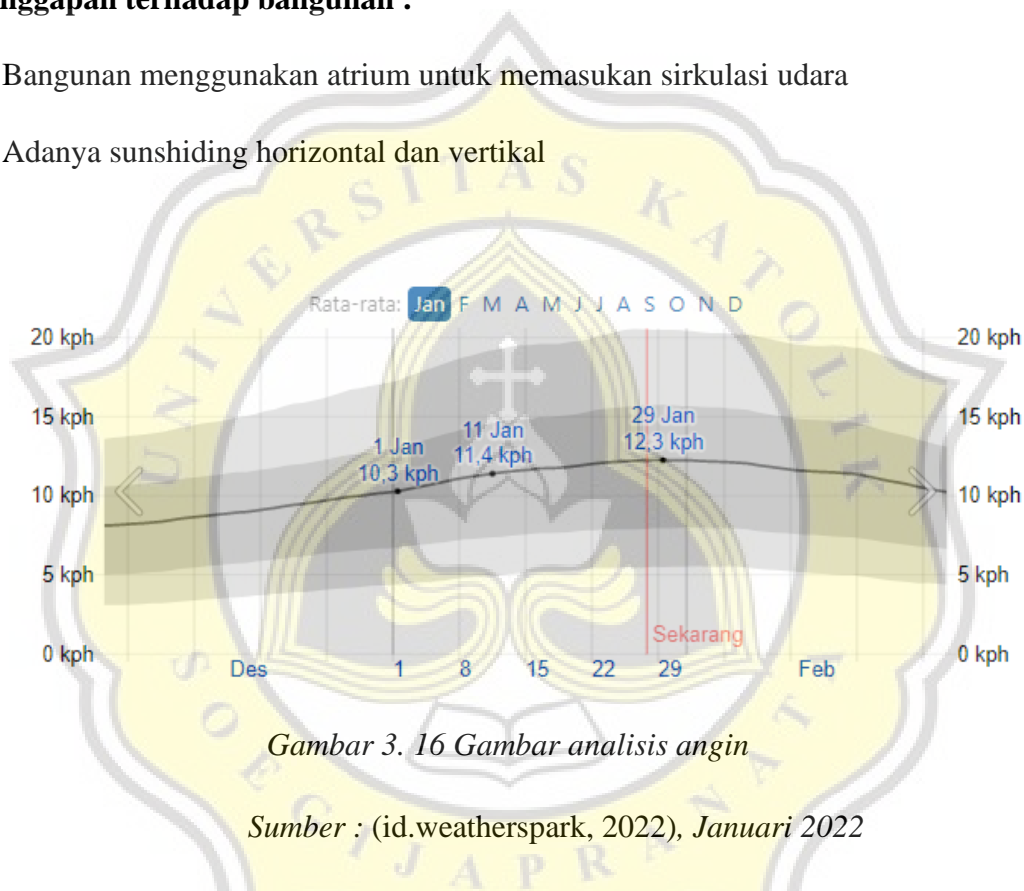 nggapan terhadap bangunan :
Bangunan menggunakan atrium untuk memasukan sirkulasi udara
Adanya sunshiding horizontal dan vertikal
UNIVERSITAS KATOLIK
Rata-rata: Jan F M A M J J A S O N D
20 kph 20 kph
15 kph 15 kph
29 Jan
12,3 kph
11 Jan
11,4 kph
1 Jan
10,3 kph
10 kph 10 kph
5 kph 5 kph
Sekarang
0 kph 0 kph
Des 1 8 15 22 29 Feb
Gambar 3. 16 Gambar analisis angin
Sumber : (id.weatherspark, 2022), Januari 2022
SOEGIJAPRANATA